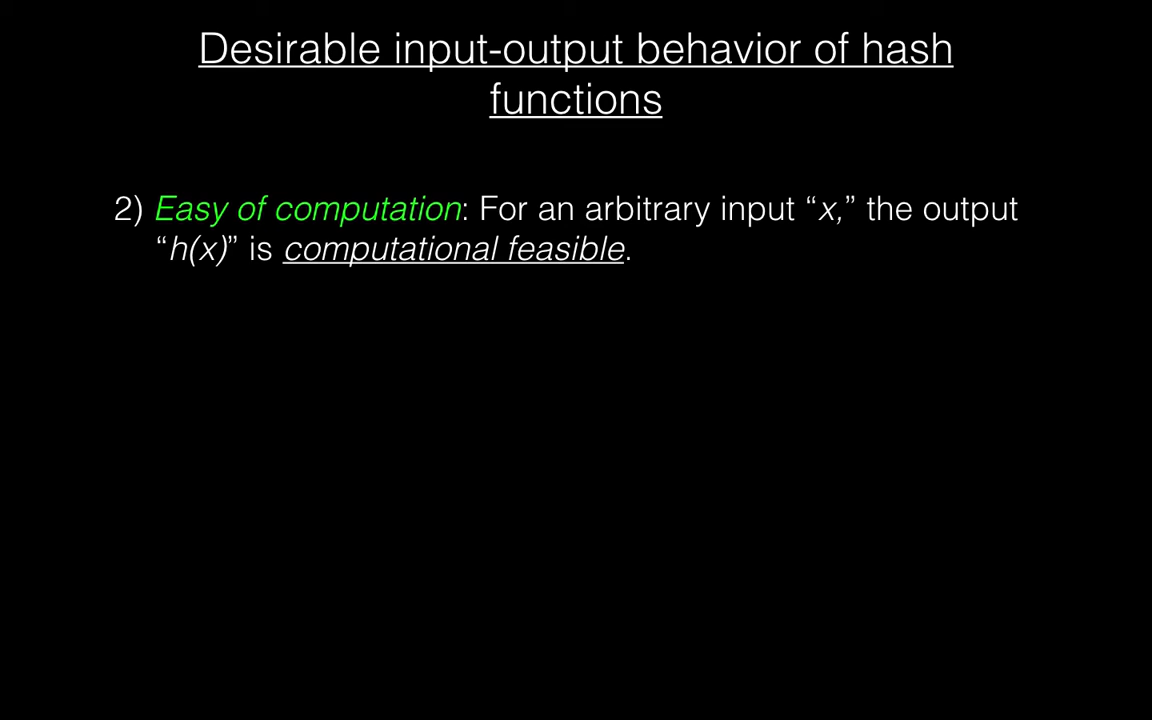 Desirable input-output behavior of hash
functions
2) Easy of computation: For an arbitrary input “x,” the output
“h(x)” is computational feasible.